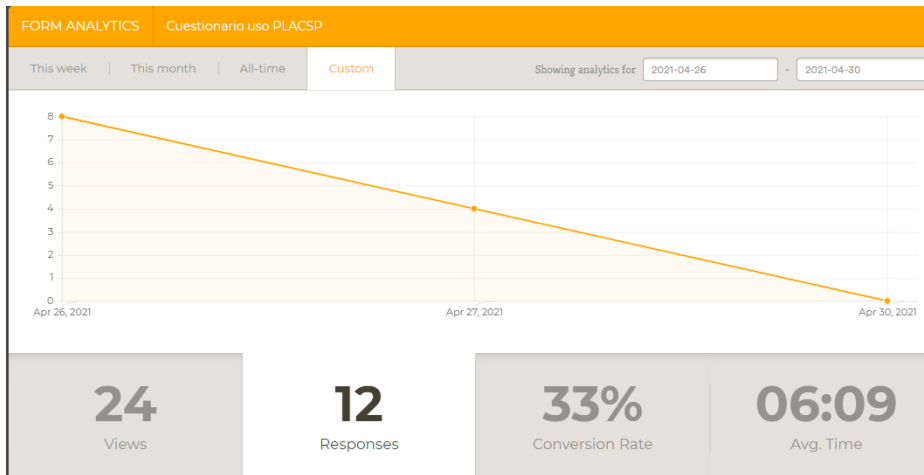 FORM ANALYTICS Cuestionario uso PLACSP
This week This month All-time Custom Showing analytics for 2021-04-26 - 2021-04-30
8
7
6
5
4
3
2
1
0
Apr 26, 2021 Apr 27, 2021 Apr 30, 2021
24 12 33% 06:09
Views Responses Conversion Rate Avg. Time